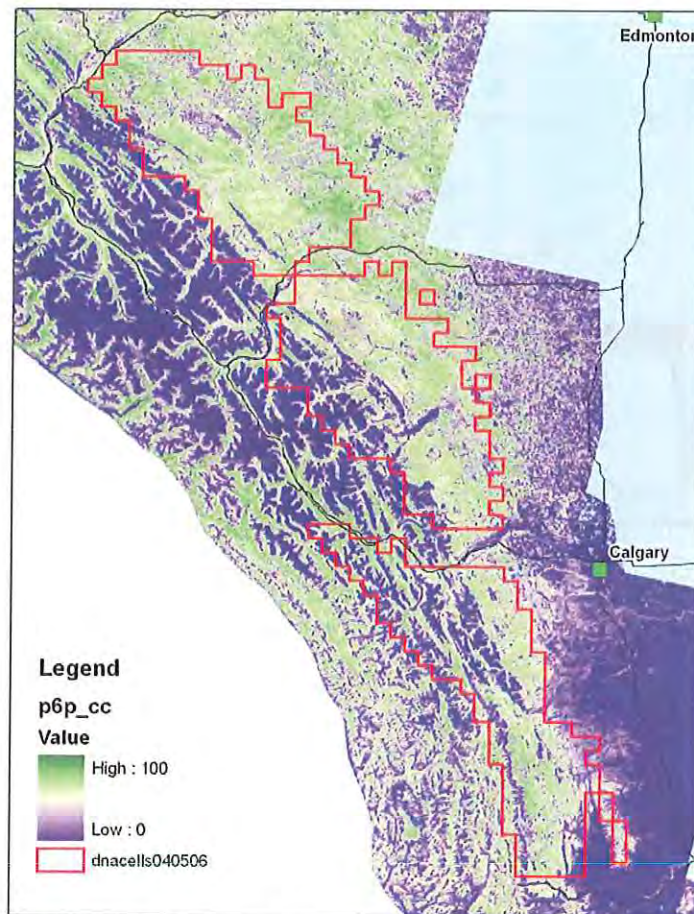 Edmonton
Calgary
Legend
p6p_cc
Value
High : 100
Low : 0
dnacells040506